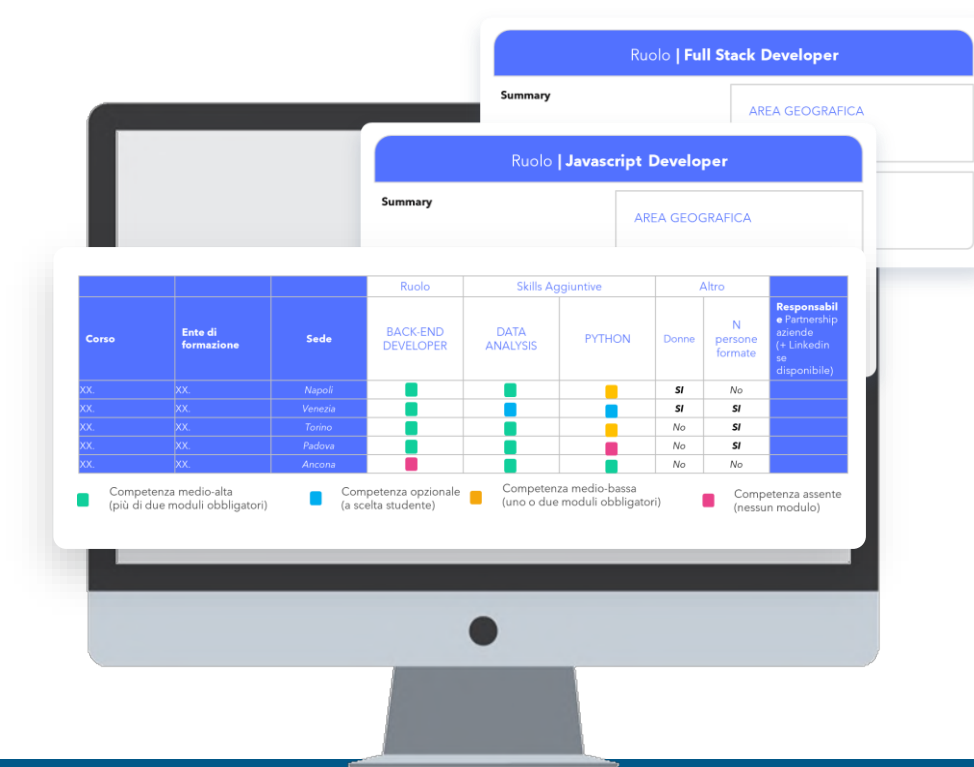 Ruolo | Full Stack Developer
Summary
AREA GEOGRAFICA
Ruolo | Javascript Developer
Summary
AREA GEOGRAFICA
Ruolo Skills Aggiuntive Altro
Corso Ente di formazione Sede BACK-END DEVELOPER DATA ANALYSIS PYTHON Donne N persone formate Responsabile Partnership aziende (+ Linkedin se disponibile)
XX. XX. Napoli SI No
XX. XX. Venezia SI SI
XX. XX. Torino No SI
XX. XX. Padova No SI
XX. XX. Ancona No No
Competenza medio-alta
(più di due moduli obbligatori)
Competenza opzionale
(a scelta studente)
Competenza medio-bassa
(uno o due moduli obbligatori)
Competenza assente
(nessun modulo)